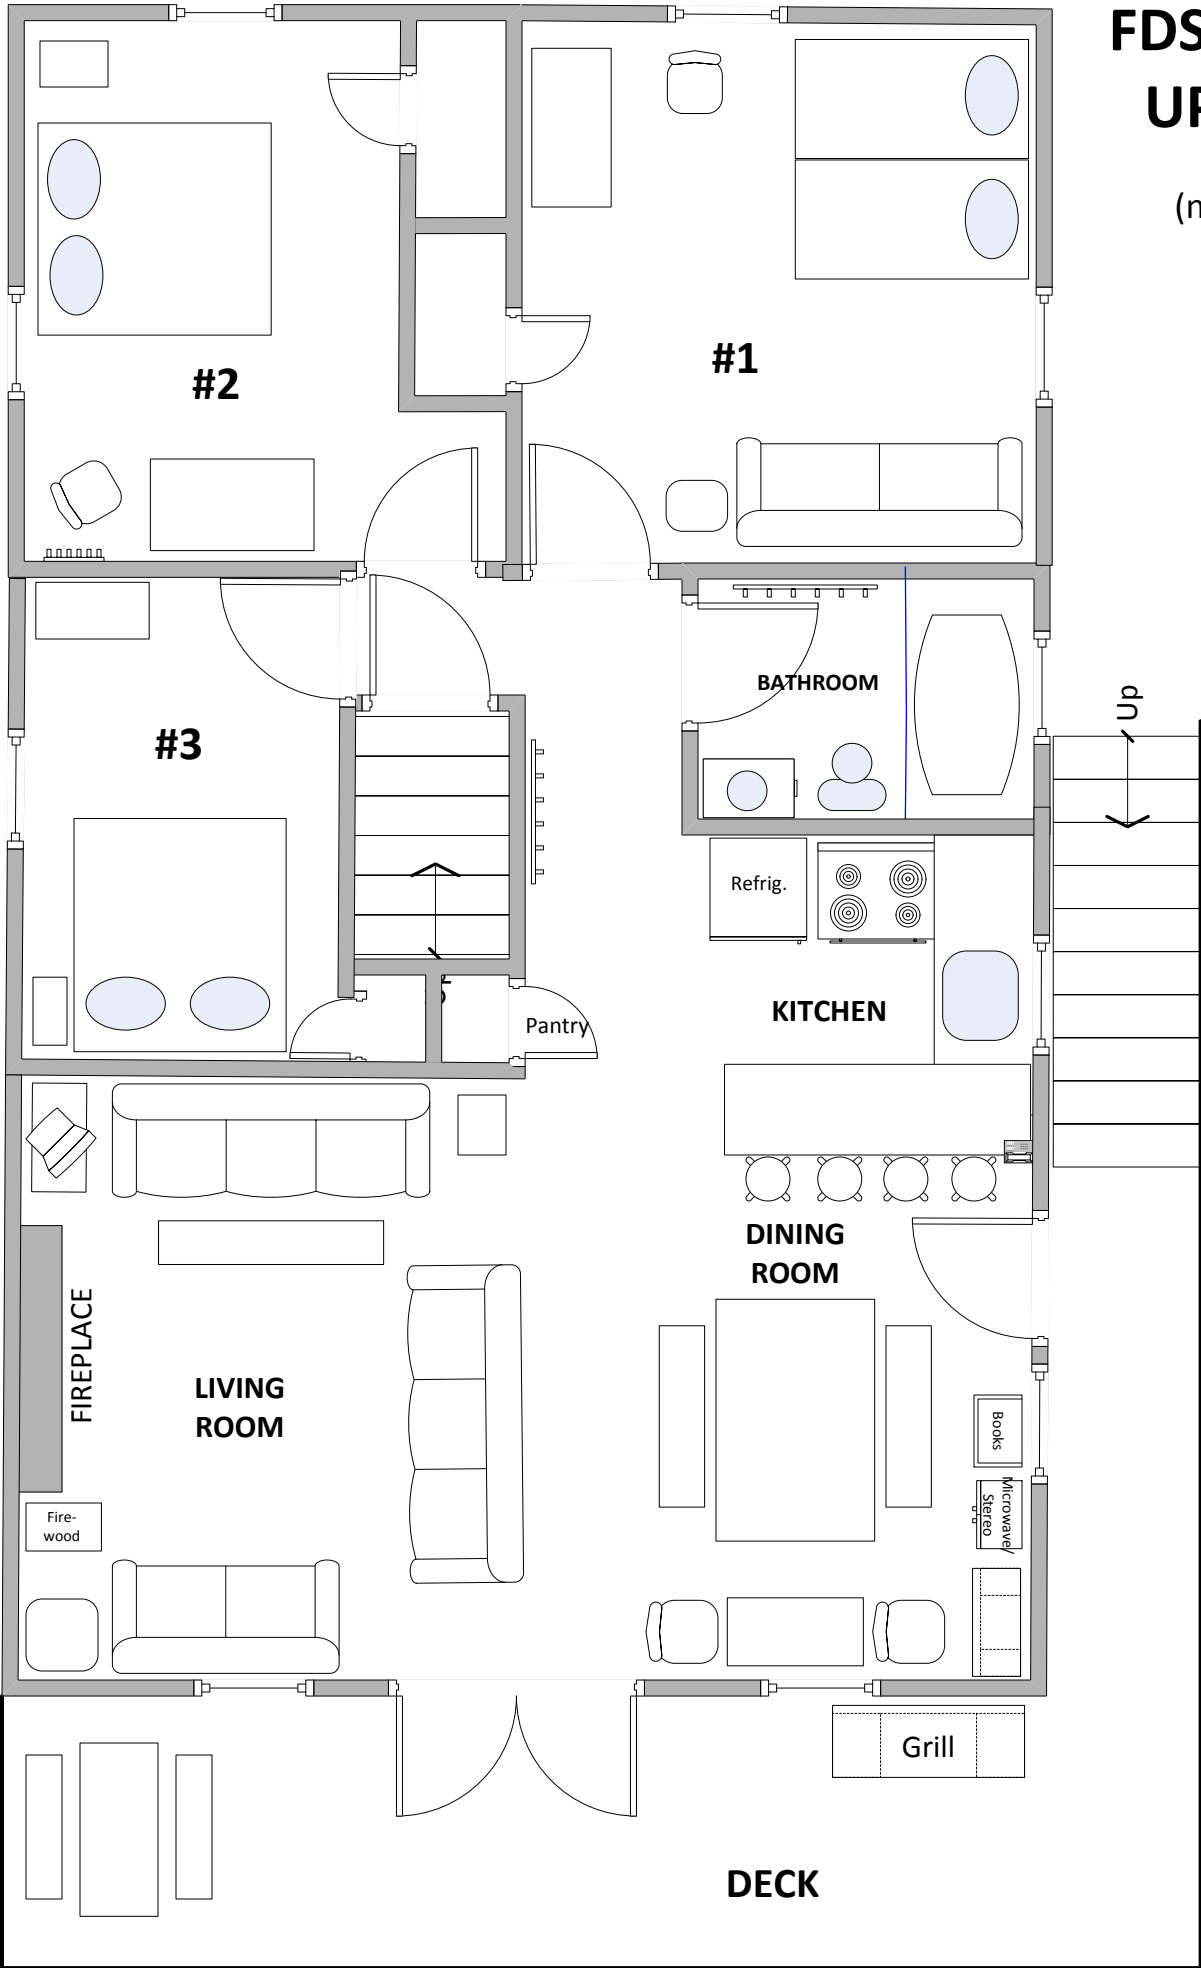 FDS
UP
(n
#1
#2
BATHROOM
Up
#3
Refrig.
KITCHEN
Pantry
DINING
ROOM
FIREPLACE
LIVING
ROOM
Books
Microwave/
Stereo
Fire-
wood
Grill
DECK